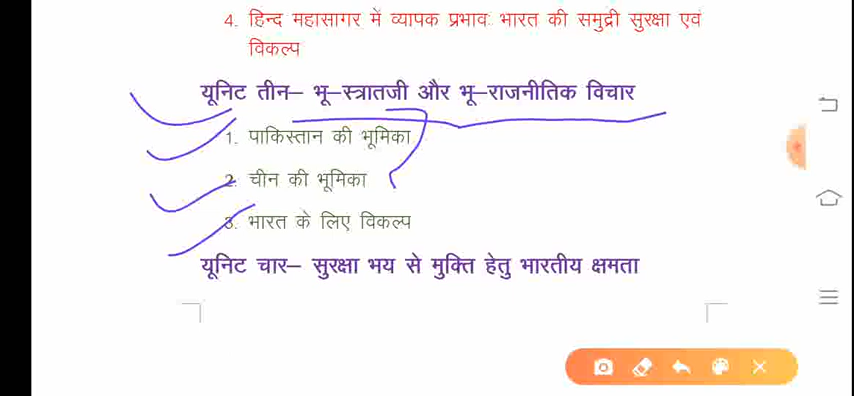 4. हिन्द महासागर में व्यापक प्रभावः भारत की समुद्री सुरक्षा एवं
विकल्प
यूनिट तीन– भू–स्त्रातजी और भू–राजनीतिक विचार
1. पाकिस्तान की भूमिका
2. चीन की भूमिका
3. भारत के लिए विकल्प
यूनिट चार– सुरक्षा भय से मुक्ति हेतु भारतीय क्षमता